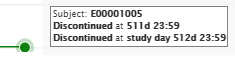 Subject: E00001005
Discontinued at 511d 23:59
Discontinued at study day 512d 23:59